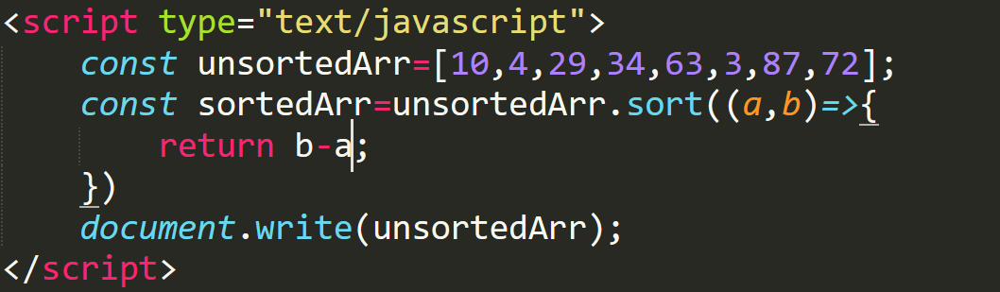 <script type="text/javascript">
    const unsortedArr=[10,4,29,34,63,3,87,72];
    const sortedArr=unsortedArr.sort((a,b)=>{
        return b-a;
    })
    document.write(unsortedArr);
</script>